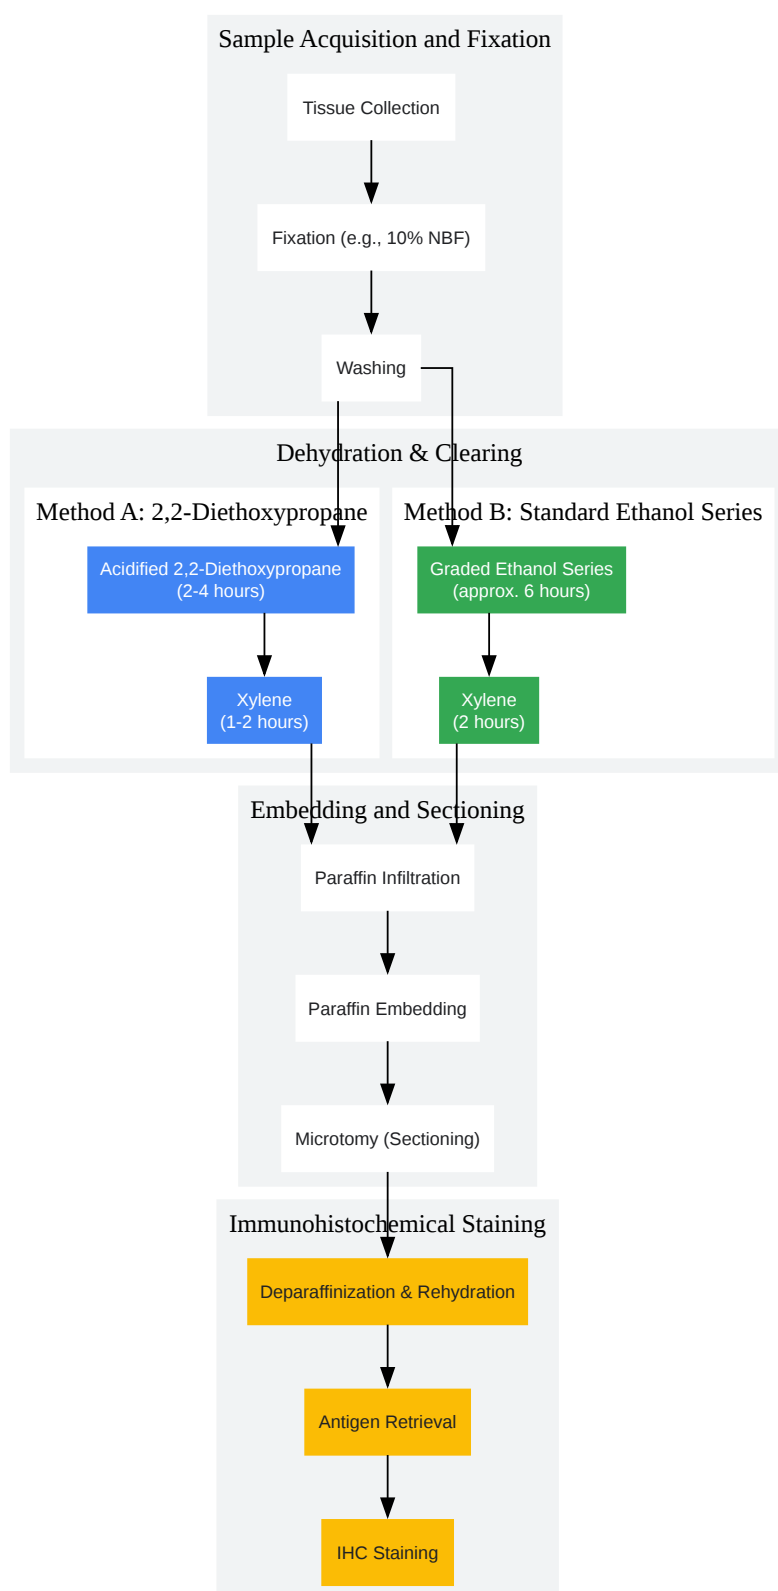 Sample Acquisition and Fixation
Tissue Collection
Fixation (e.g., 10% NBF)
Washing
Dehydration & Clearing
Method A: 2,2-Diethoxypropane
Acidified 2,2-Diethoxypropane
(2-4 hours)
Xylene
(1-2 hours)
Method B: Standard Ethanol Series
Graded Ethanol Series
(approx. 6 hours)
Xylene
(2 hours)
Embedding and Sectioning
Paraffin Infiltration
Paraffin Embedding
Microtomy (Sectioning)
Immunohistochemical Staining
Deparaffinization & Rehydration
Antigen Retrieval
IHC Staining